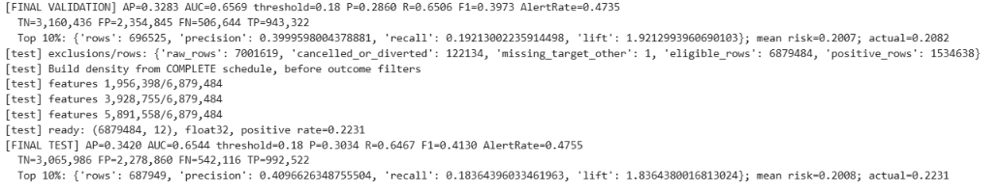 [FINAL VALIDATION] AP=0.3283 AUC=0.6569 threshold=0.18 P=0.2860 R=0.6506 F1=0.3973 AlertRate=0.4735
TN=3,160,436 FP=2,354,845 FN=506,644 TP=943,322
Top 10%: {'rows': 696525, 'precision': 0.3999598004378881, 'recall': 0.19213002235914498, 'lift': 1.9212993960690103}; mean risk=0.2007; actual=0.2082
[test] exclusions/rows: {'raw_rows': 7001619, 'cancelled_or_diverted': 122134, 'missing_target_other': 1, 'eligible_rows': 6879484, 'positive_rows': 1534638}
[test] Build density from COMPLETE schedule, before outcome filters
[test] features 1,956,398/6,879,484
[test] features 3,928,755/6,879,484
[test] features 5,891,558/6,879,484
[test] ready: (6879484, 12), float32, positive rate=0.2231
[FINAL TEST] AP=0.3420 AUC=0.6544 threshold=0.18 P=0.3034 R=0.6467 F1=0.4130 AlertRate=0.4755
TN=3,065,986 FP=2,278,860 FN=542,116 TP=992,522
Top 10%: {'rows': 687949, 'precision': 0.4096626348755504, 'recall': 0.18364396033461963, 'lift': 1.8364380016813024}; mean risk=0.2008; actual=0.2231